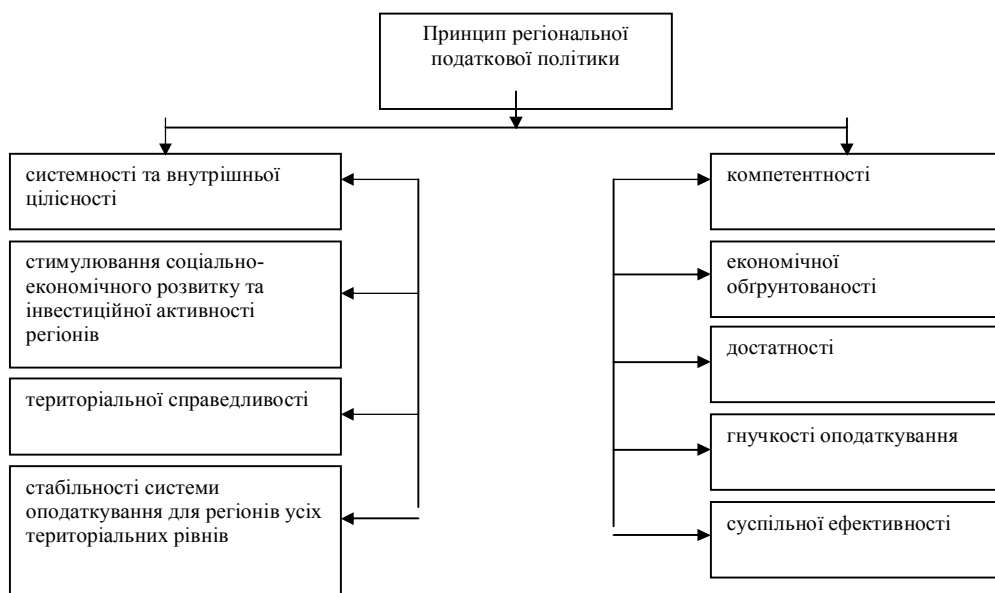 Принцип регіональної
податкової політики
системності та внутрішньої
цілісності
стимулювання соціально-
економічного розвитку та
інвестиційної активності
регіонів
територіальної справедливості
стабільності системи
оподаткування для регіонів усіх
територіальних рівнів
компетентності
економічної
обґрунтованості
достатності
гнучкості оподаткування
суспільної ефективності